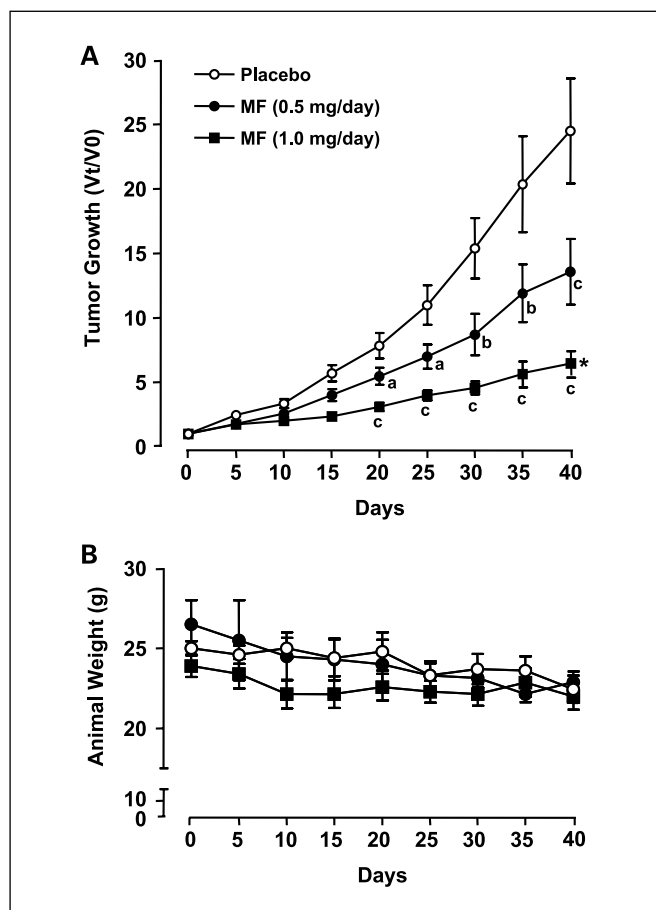 A
30
25
20
15
10
5
0
Tumor Growth (Vt/V0)
Placebo
MF (0.5 mg/day)
MF (1.0 mg/day)
a
a
b
b
c
c
c
c
c
c
*
0 5 10 15 20 25 30 35 40
Days
B
30
25
20
10
0
Animal Weight (g)
0 5 10 15 20 25 30 35 40
Days